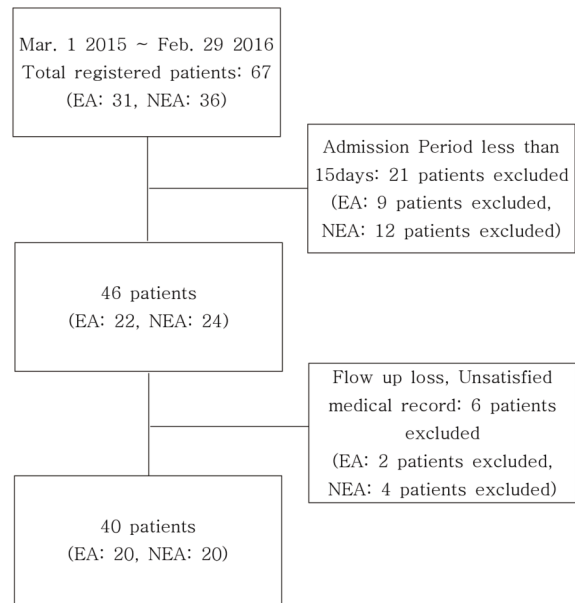 Mar. 1 2015 ~ Feb. 29 2016
Total registered patients: 67
(EA: 31, NEA: 36)
Admission Period less than
15days: 21 patients excluded
(EA: 9 patients excluded,
NEA: 12 patients excluded)
46 patients
(EA: 22, NEA: 24)
Flow up loss, Unsatisfied
medical record: 6 patients
excluded
(EA: 2 patients excluded,
NEA: 4 patients excluded)
40 patients
(EA: 20, NEA: 20)